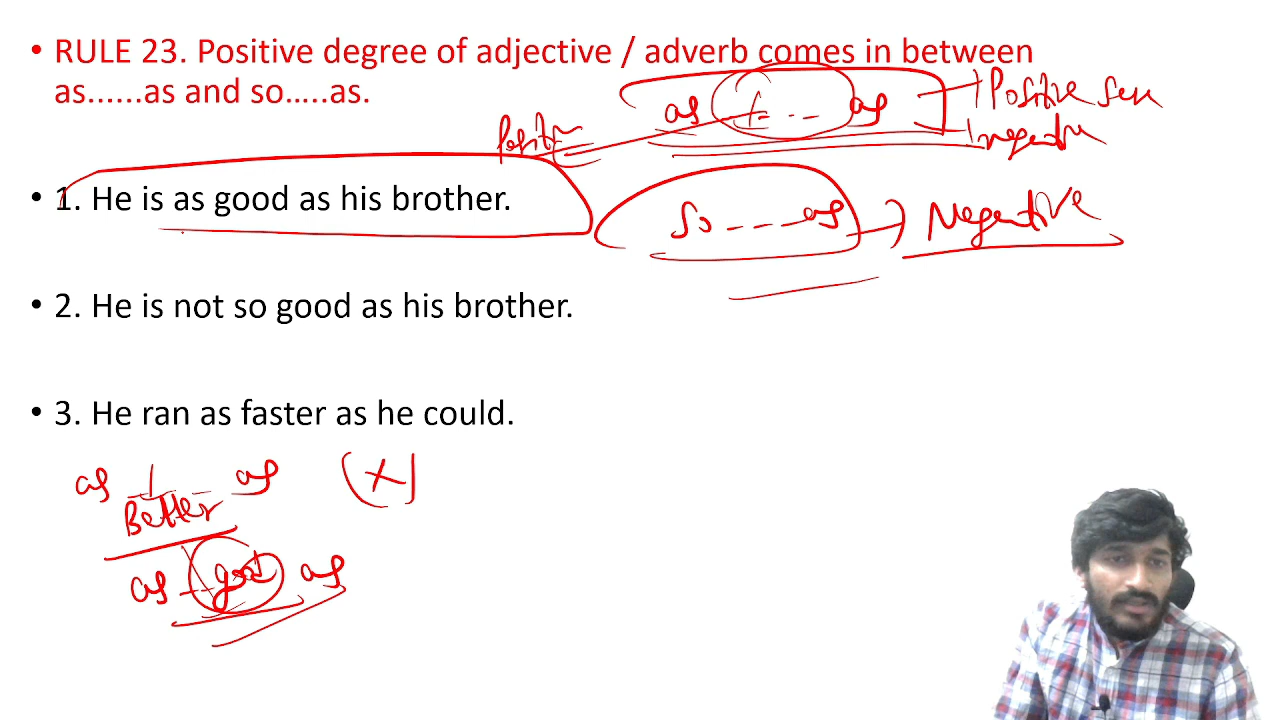 • RULE 23. Positive degree of adjective / adverb comes in between
as......as and so.....as.
as ... as → Positive sen
negative
Positive
• 1. He is as good as his brother.
So --- as → Negative
• 2. He is not so good as his brother.
• 3. He ran as faster as he could.
as - - as (x)
Better
as good as